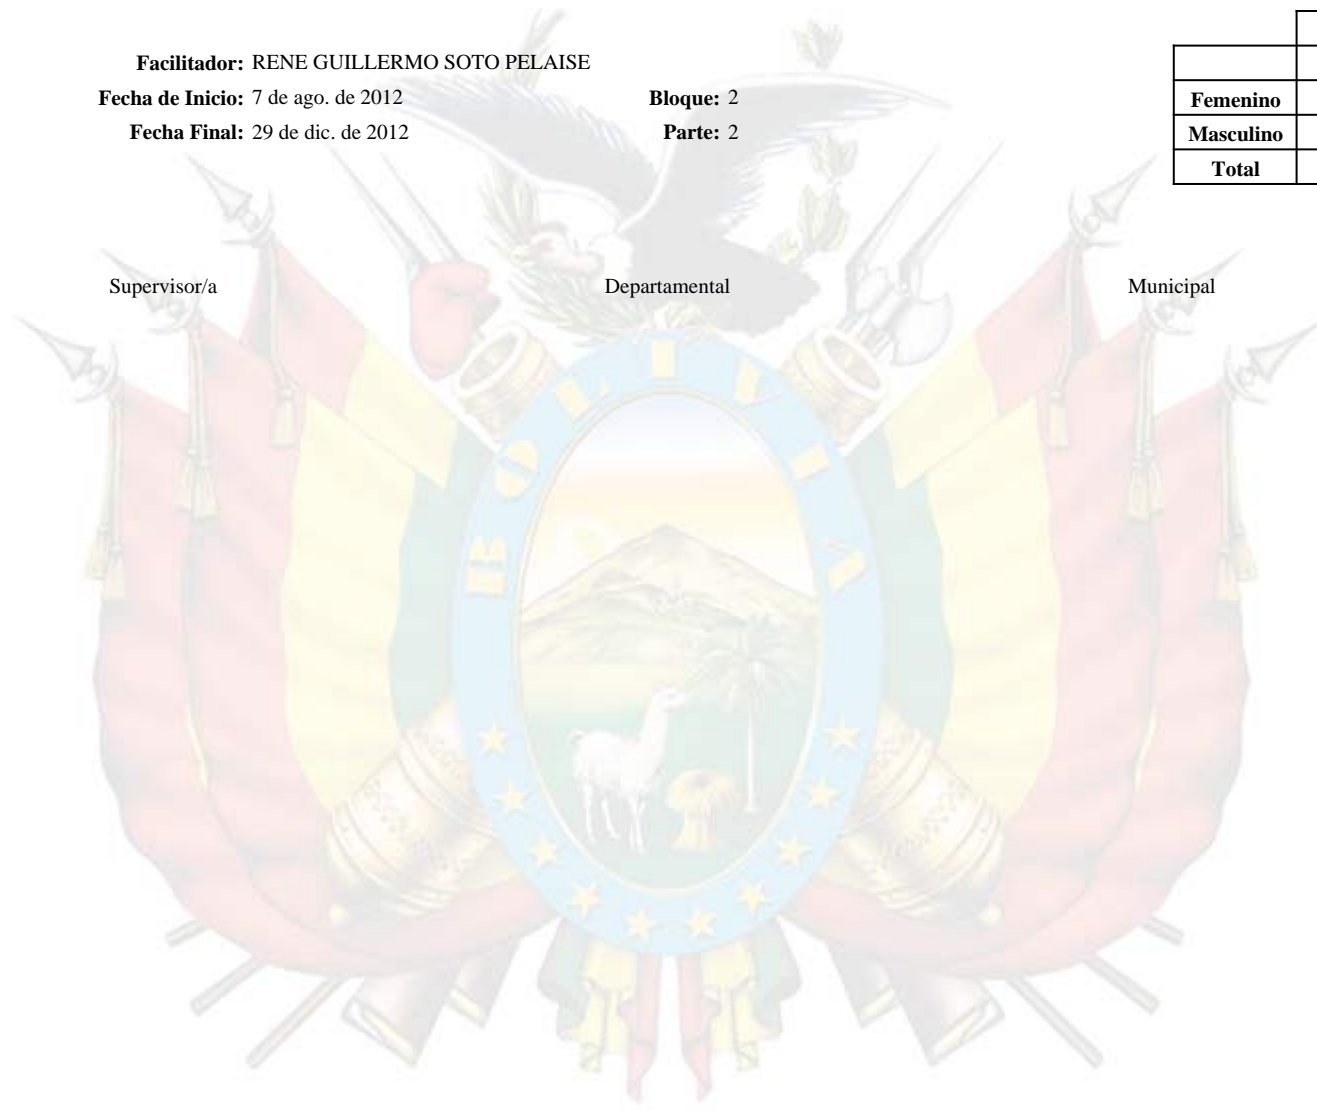 Facilitador: RENE GUILLERMO SOTO PELAISE
Fecha de Inicio: 7 de ago. de 2012 Bloque: 2
Fecha Final: 29 de dic. de 2012 Parte: 2
Femenino
Masculino
Total
Supervisor/a Departamental Municipal
BOLIVIA